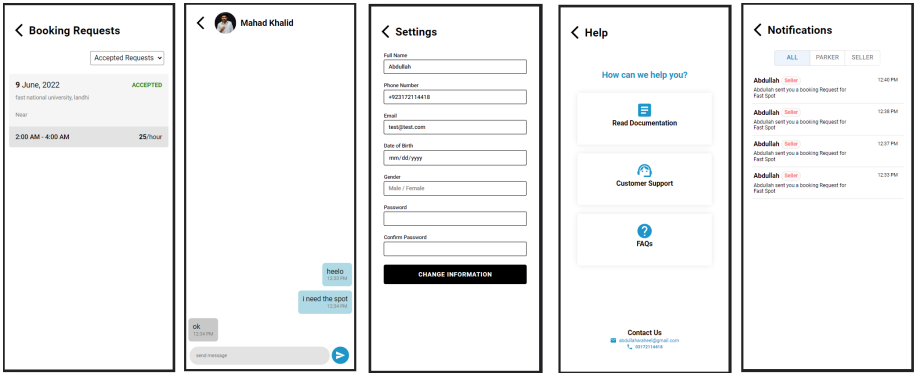 Booking Requests
Accepted Requests
9 June, 2022
ACCEPTED
fast national university, landhi
Near
2:00 AM - 4:00 AM
25/hour
Mahad Khalid
heelo
12:33 PM
i need the spot
12:34 PM
ok
12:34 PM
send message
Settings
Full Name
Abdullah
Phone Number
+923172114418
Email
test@test.com
Date of Birth
mm/dd/yyyy
Gender
Male / Female
Password
Confirm Password
CHANGE INFORMATION
Help
How can we help you?
Read Documentation
Customer Support
FAQs
Contact Us
03172114418
Notifications
ALL PARKER SELLER
Abdullah Seller 12:40 PM
Abdullah sent you a booking Request for
Fast Spot
Abdullah Seller 12:38 PM
Abdullah sent you a booking Request for
Fast Spot
Abdullah Seller 12:37 PM
Abdullah sent you a booking Request for
Fast Spot
Abdullah Seller 12:33 PM
Abdullah sent you a booking Request for
Fast Spot